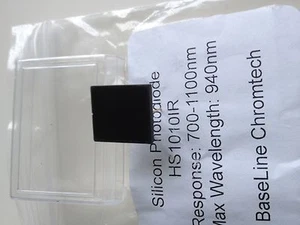 Silicon Photodiode
HS1010IR
Response: 700-1100nm
Max Wavelength: 940nm
BaseLine Chromtech